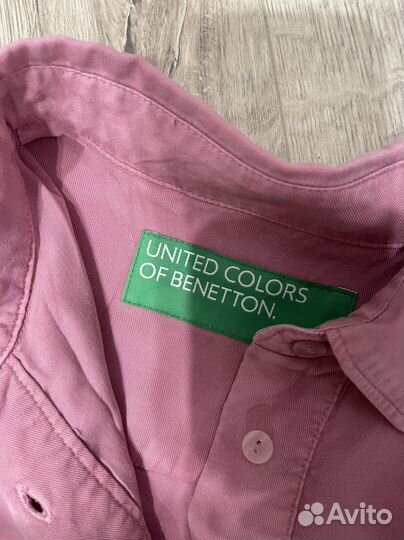 UNITED COLORS
OF BENETTON.
Avito